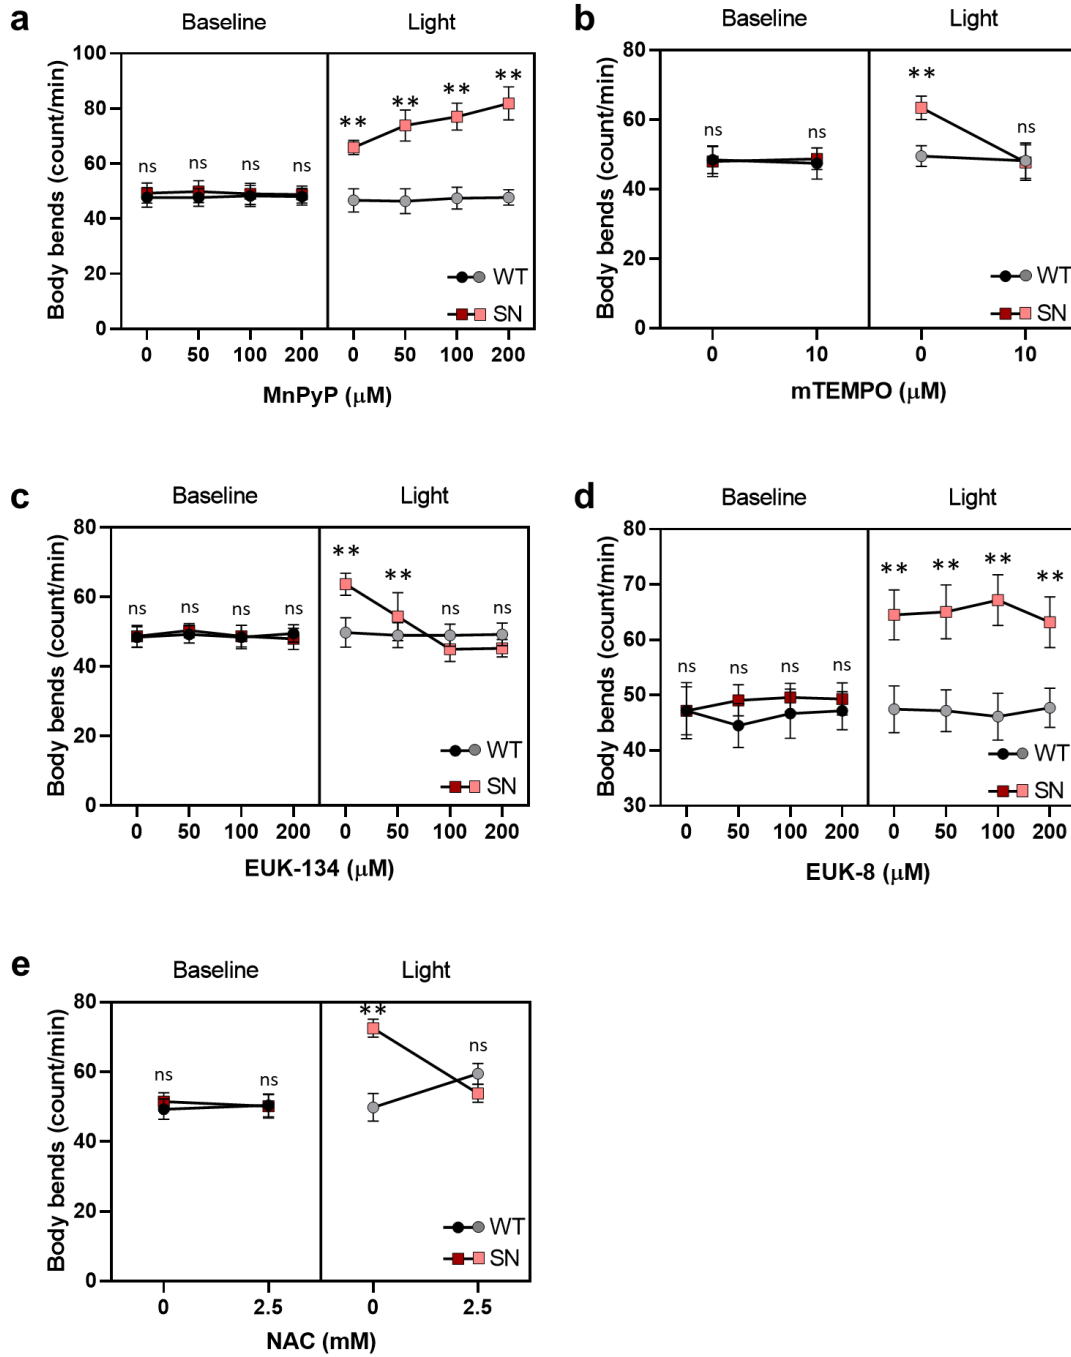 a
Baseline Light
Body bends (count/min)
100
80
60
40
20
0
ns ns ns ns
** ** ** **
WT
SN
0 50 100 200 0 50 100 200
MnPyP (μM)
b
Baseline Light
Body bends (count/min)
80
60
40
20
0
ns ns ** ns
WT
SN
0 10 0 10
mTEMPO (μM)
c
Baseline Light
Body bends (count/min)
80
60
40
20
0
ns ns ns ns ** ** ns ns
WT
SN
0 50 100 200 0 50 100 200
EUK-134 (μM)
d
Baseline Light
Body bends (count/min)
80
70
60
50
40
30
ns ns ns ns ** ** ** **
WT
SN
0 50 100 200 0 50 100 200
EUK-8 (μM)
e
Baseline Light
Body bends (count/min)
80
60
40
20
0
ns ns ** ns
WT
SN
0 2.5 0 2.5
NAC (mM)